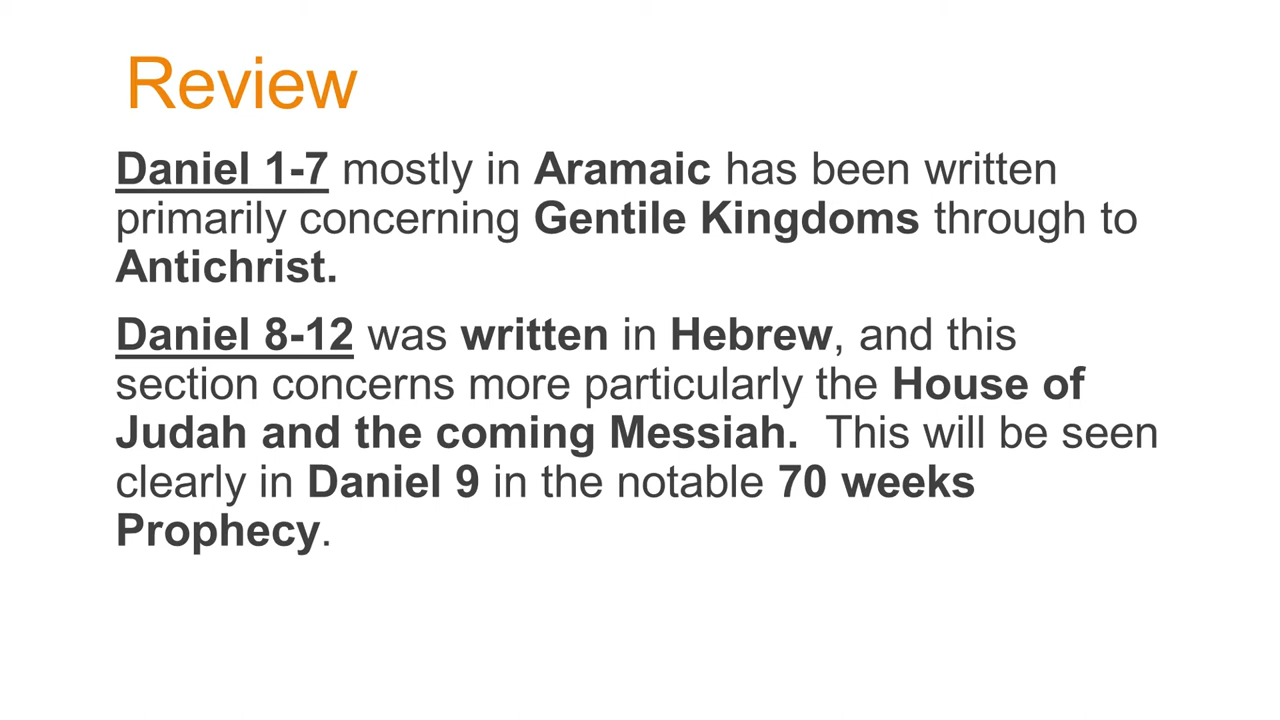 Review
Daniel 1-7 mostly in Aramaic has been written
primarily concerning Gentile Kingdoms through to
Antichrist.
Daniel 8-12 was written in Hebrew, and this
section concerns more particularly the House of
Judah and the coming Messiah.  This will be seen
clearly in Daniel 9 in the notable 70 weeks
Prophecy.